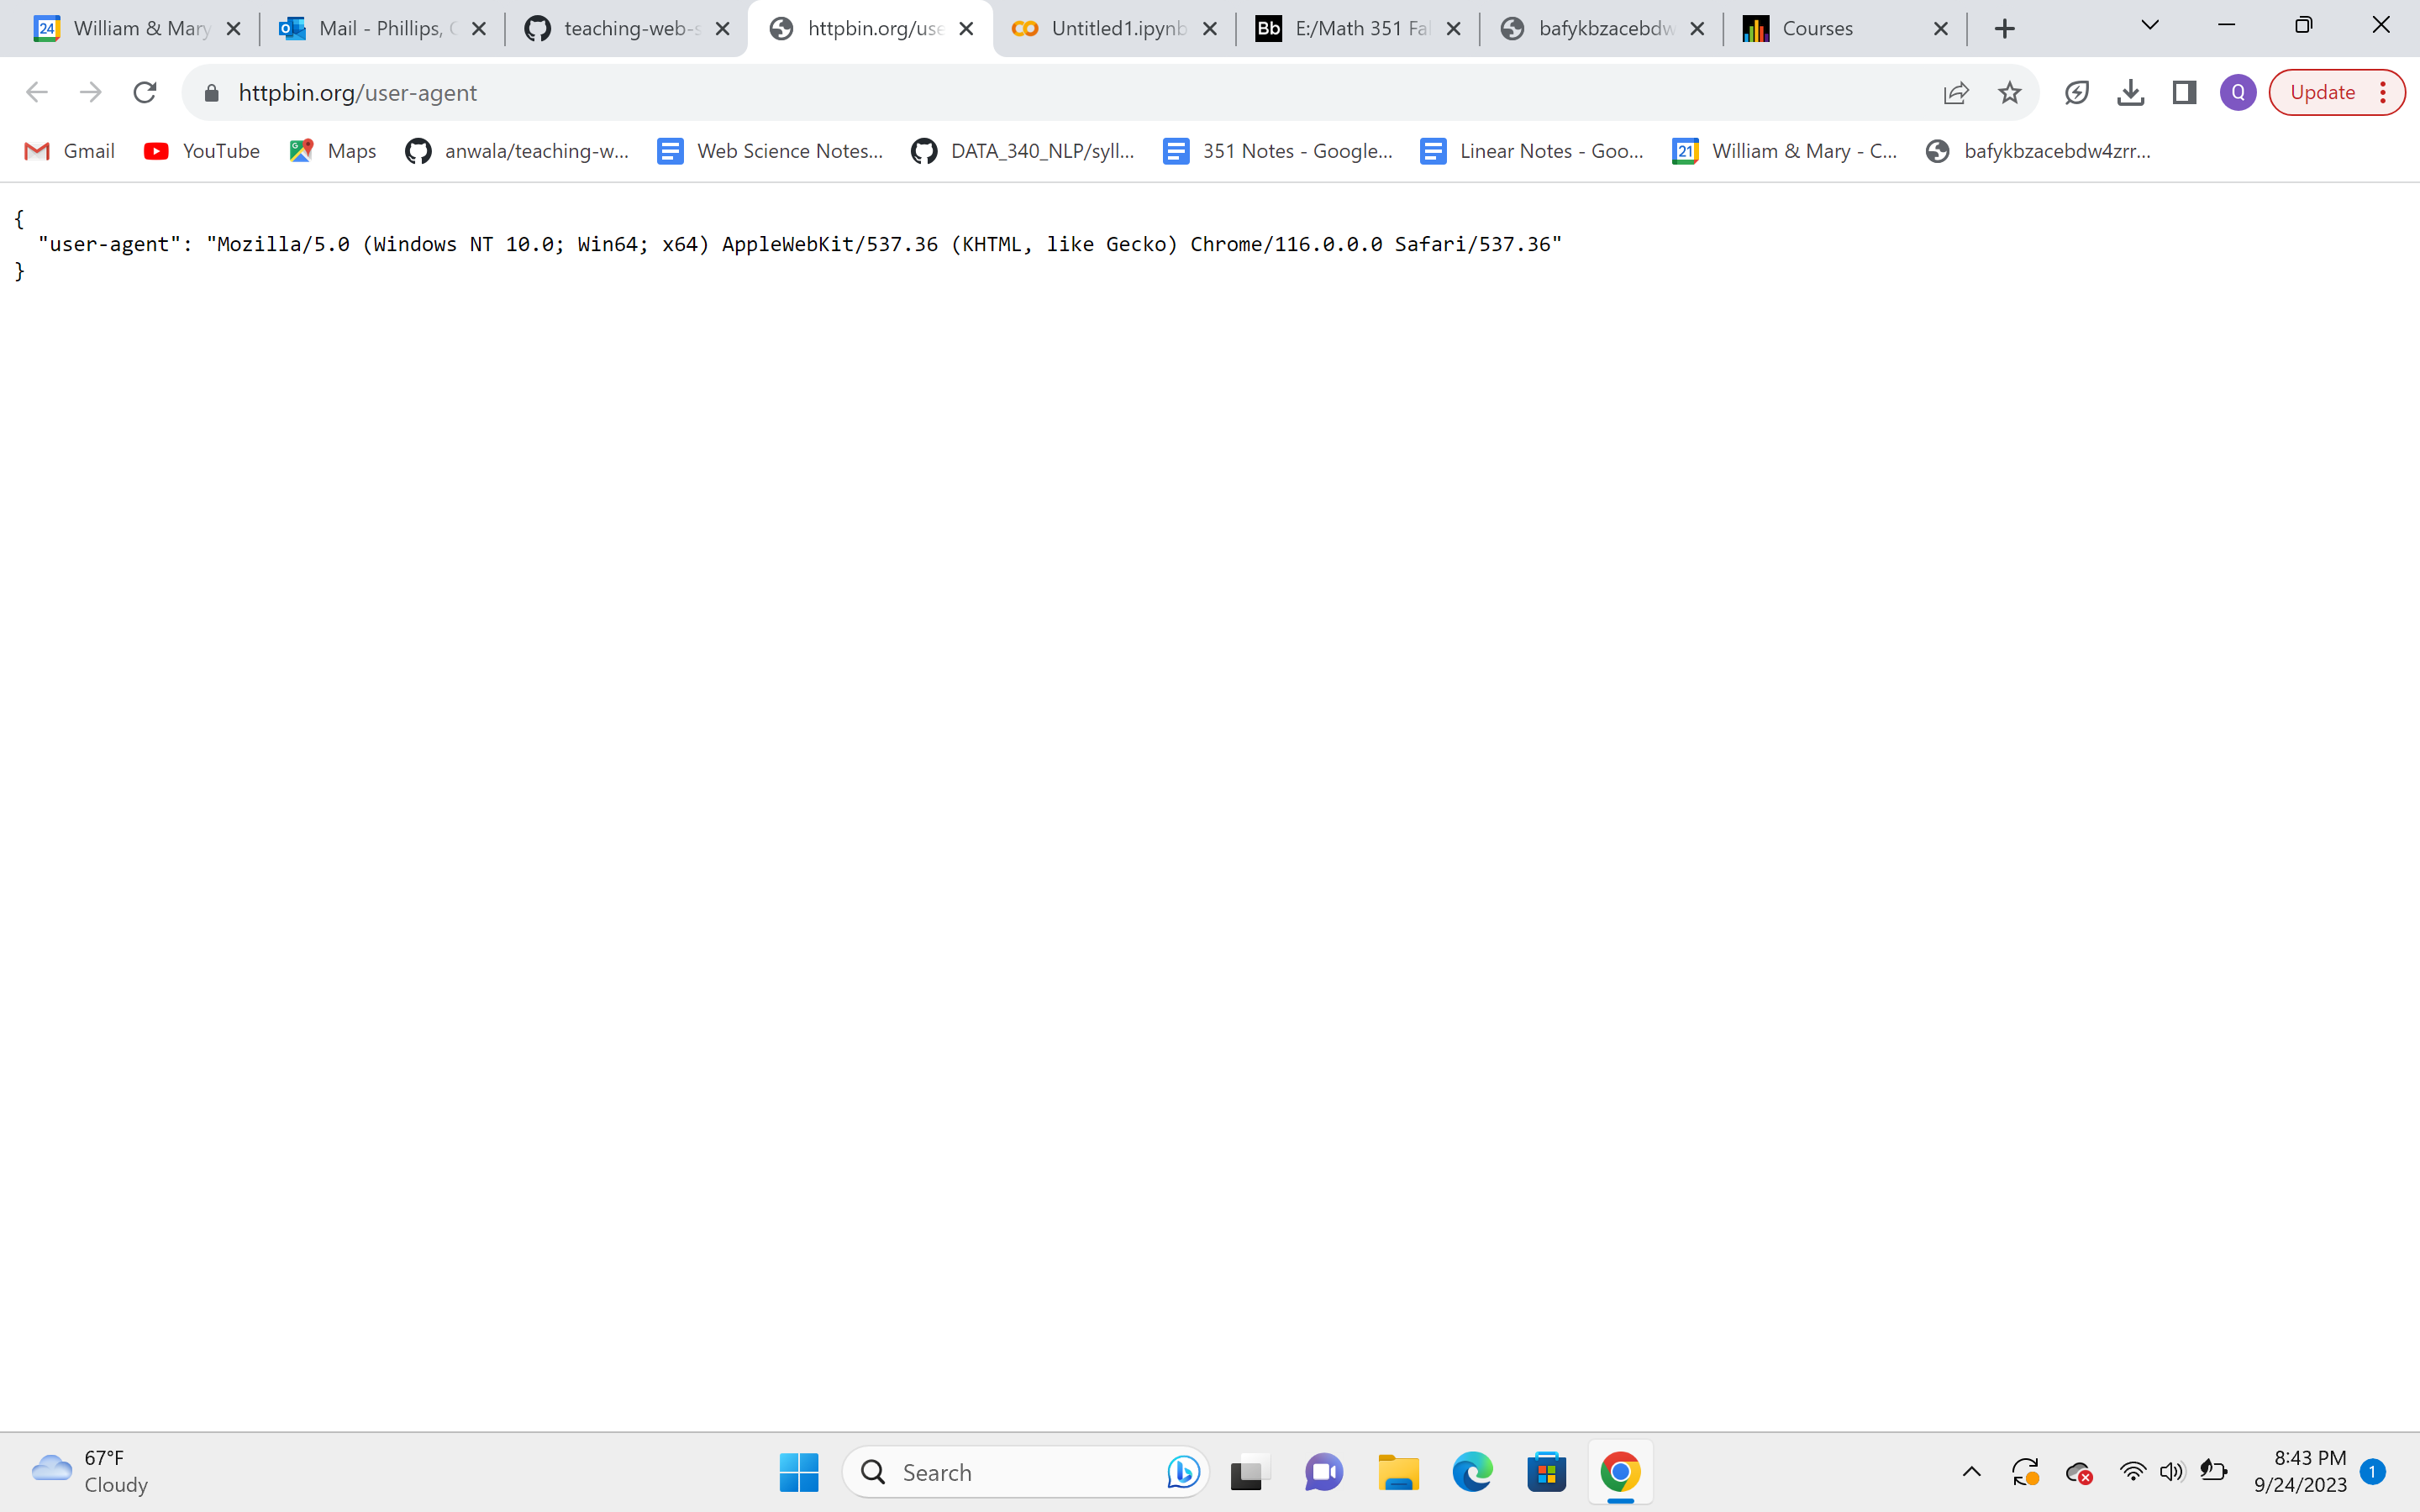 24 William & Mary
Mail - Phillips,
teaching-web-s
httpbin.org/use
Untitled1.ipynb
Bb E:/Math 351 Fal
bafykbzacebdw
Courses
httpbin.org/user-agent
Q
Update
Gmail
YouTube
Maps
anwala/teaching-w...
Web Science Notes...
DATA_340_NLP/syll...
351 Notes - Google...
Linear Notes - Goo...
21 William & Mary - C...
bafykbzacebdw4zrr...
{
"user-agent": "Mozilla/5.0 (Windows NT 10.0; Win64; x64) AppleWebKit/537.36 (KHTML, like Gecko) Chrome/116.0.0.0 Safari/537.36"
}
67°F
Cloudy
Search
8:43 PM
9/24/2023
1